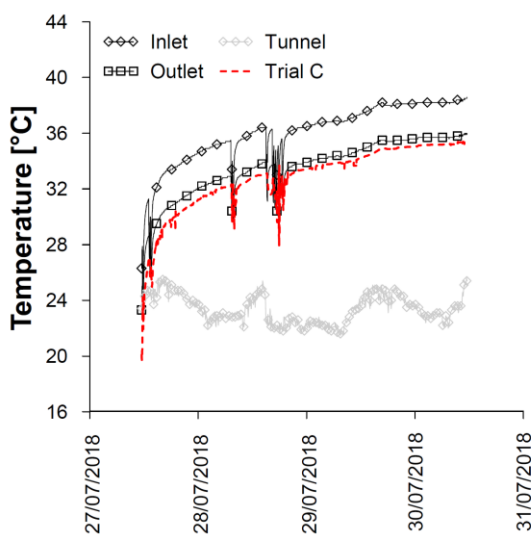 44
40
36
32
28
24
20
16
Temperature [°C]
Inlet
Tunnel
Outlet
Trial C
27/07/2018
28/07/2018
29/07/2018
30/07/2018
31/07/2018